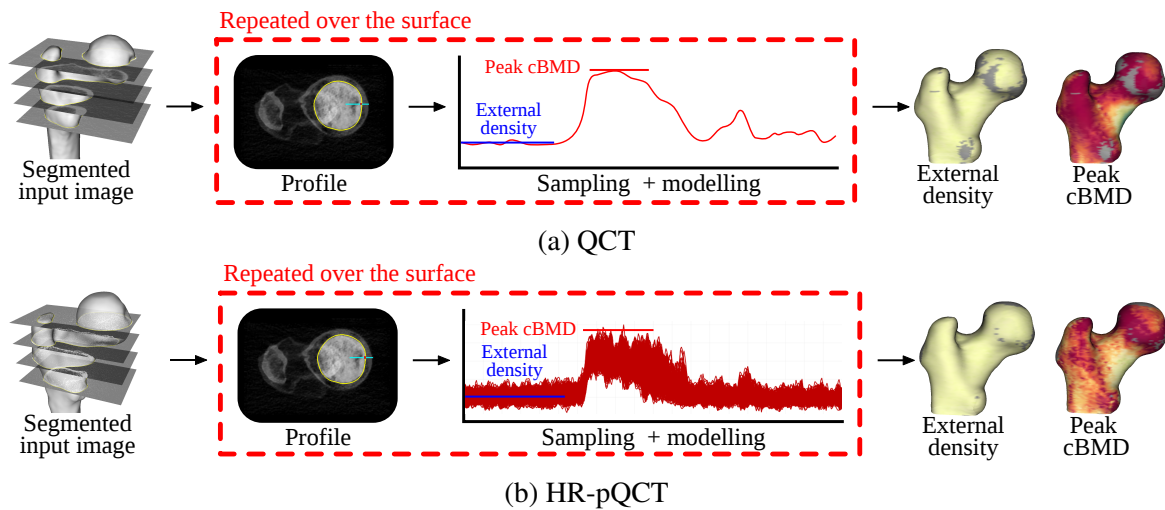 Repeated over the surface
Peak cBMD
External
density
Segmented
input image
Profile
Sampling + modelling
External
density
Peak
cBMD
(a) QCT
Repeated over the surface
Peak cBMD
External
density
Segmented
input image
Profile
Sampling + modelling
External
density
Peak
cBMD
(b) HR-pQCT